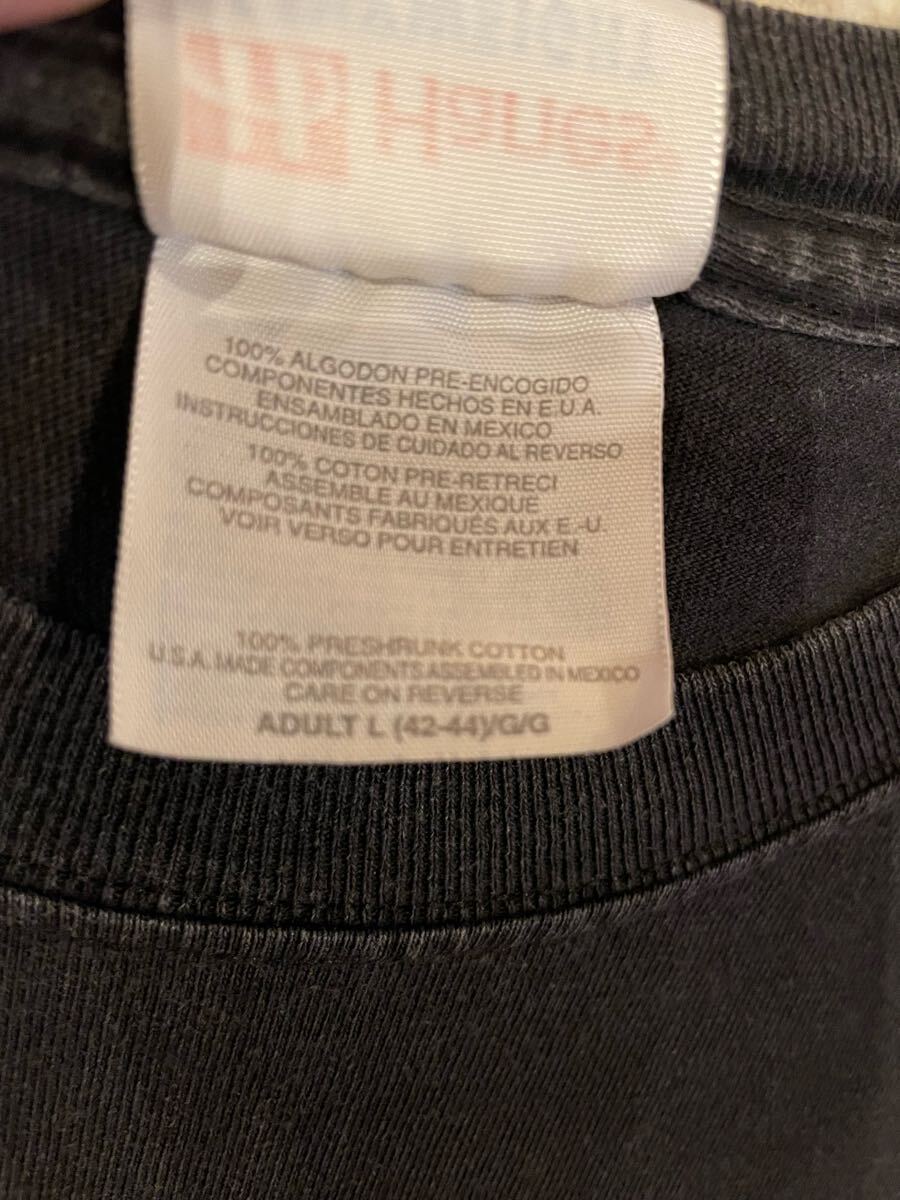 Hanes
100% ALGODON PRE-ENCOGIDO
COMPONENTES HECHOS EN E.U.A.
ENSAMBLADO EN MEXICO
INSTRUCCIONES DE CUIDADO AL REVERSO
100% COTON PRE-RETRECI
ASSEMBLE AU MEXIQUE
COMPOSANTS FABRIQUÉS AUX E.-U.
VOIR VERSO POUR ENTRETIEN
100% PRESHRUNK COTTON
U.S.A. MADE COMPONENTS ASSEMBLED IN MEXICO
CARE ON REVERSE
ADULT L (42-44)/G/G